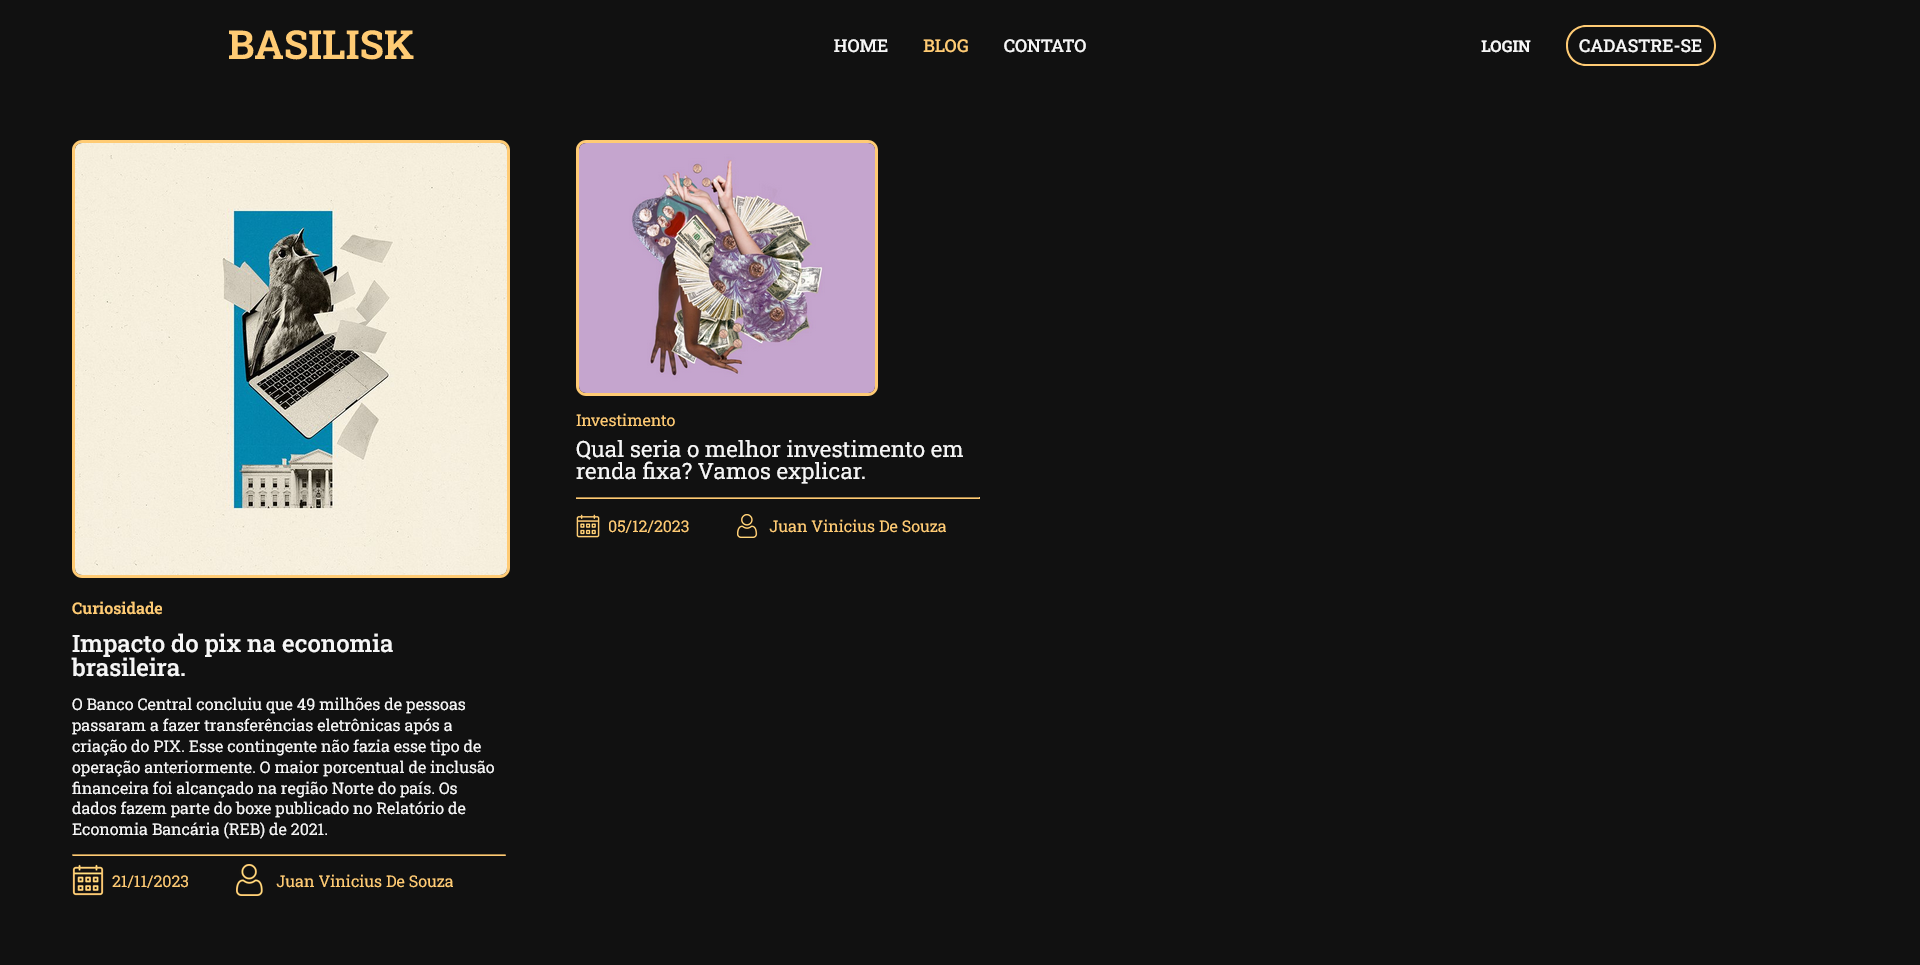 BASILISK
HOME
BLOG
CONTATO
LOGIN
CADASTRE-SE
Curiosidade
Impacto do pix na economia
brasileira.
O Banco Central concluiu que 49 milhões de pessoas
passaram a fazer transferências eletrônicas após a
criação do PIX. Esse contingente não fazia esse tipo de
operação anteriormente. O maior porcentual de inclusão
financeira foi alcançado na região Norte do país. Os
dados fazem parte do boxe publicado no Relatório de
Economia Bancária (REB) de 2021.
21/11/2023
Juan Vinicius De Souza
Investimento
Qual seria o melhor investimento em
renda fixa? Vamos explicar.
05/12/2023
Juan Vinicius De Souza